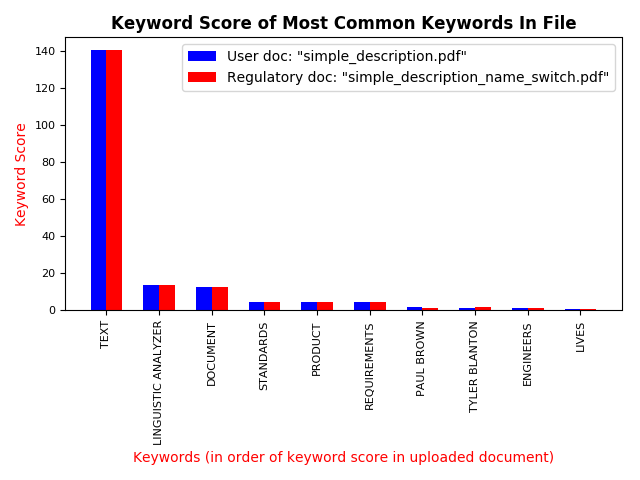 Keyword Score of Most Common Keywords In File
User doc: "simple_description.pdf"
Regulatory doc: "simple_description_name_switch.pdf"
Keyword Score
140
120
100
80
60
40
20
0
TEXT
LINGUISTIC ANALYZER
DOCUMENT
STANDARDS
PRODUCT
REQUIREMENTS
PAUL BROWN
TYLER BLANTON
ENGINEERS
LIVES
Keywords (in order of keyword score in uploaded document)